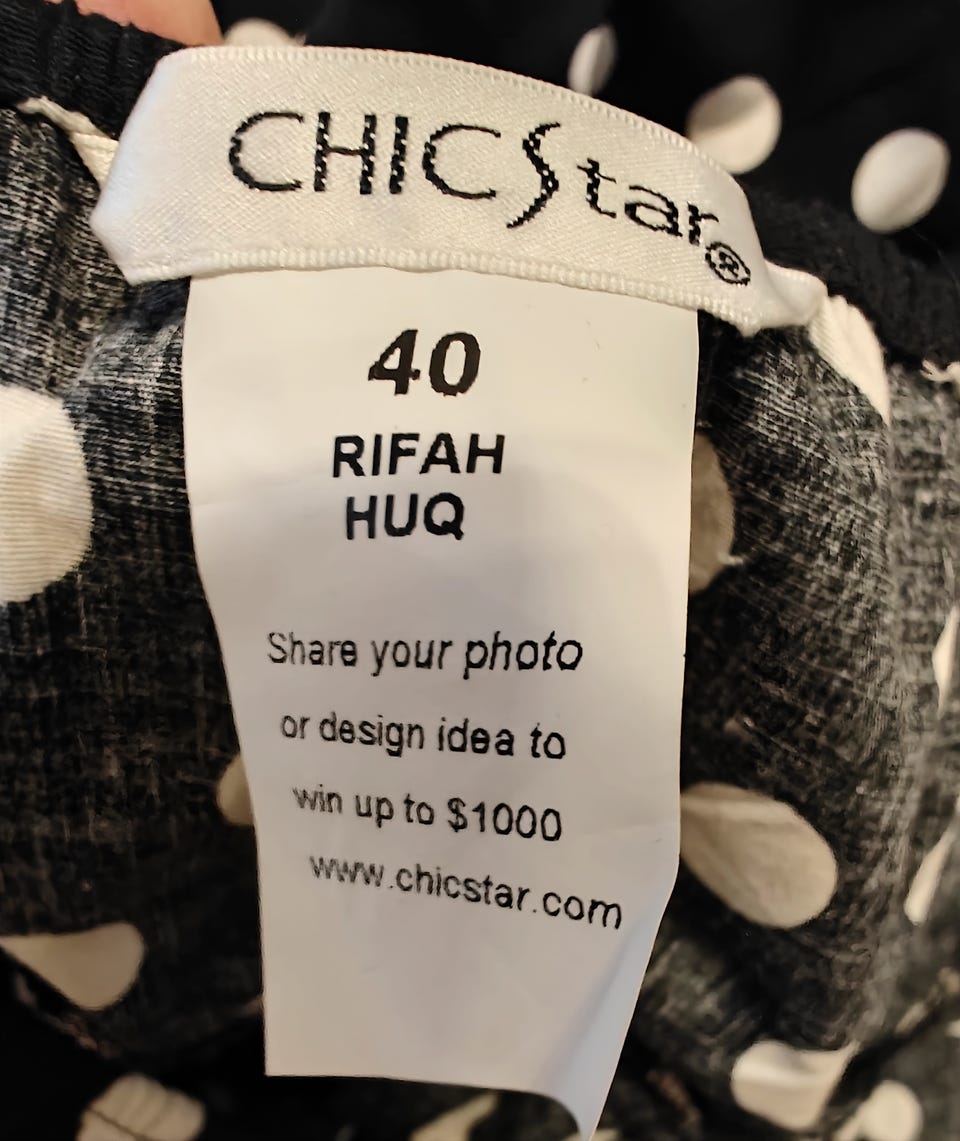 CHICStar®
40
RIFAH
HUQ
Share your photo
or design idea to
win up to $1000
www.chicstar.com